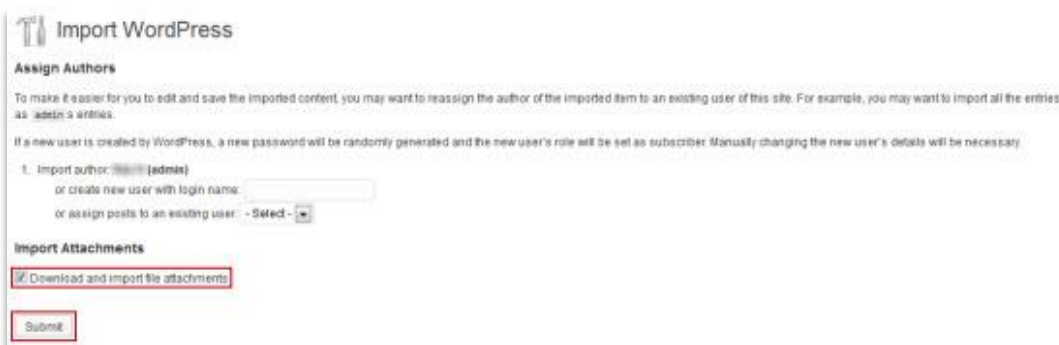 Import WordPress
Assign Authors
To make it easier for you to edit and save the imported content, you may want to reassign the author of the imported item to an existing user of this site. For example, you may want to import all the entries
as admin s entries.
If a new user is created by WordPress, a new password will be randomly generated and the new user's role will be set as subscriber. Manually changing the new user's details will be necessary.
1. Import author: (admin)
or create new user with login name:
or assign posts to an existing user: - Select -
Import Attachments
Download and import file attachments
Submit